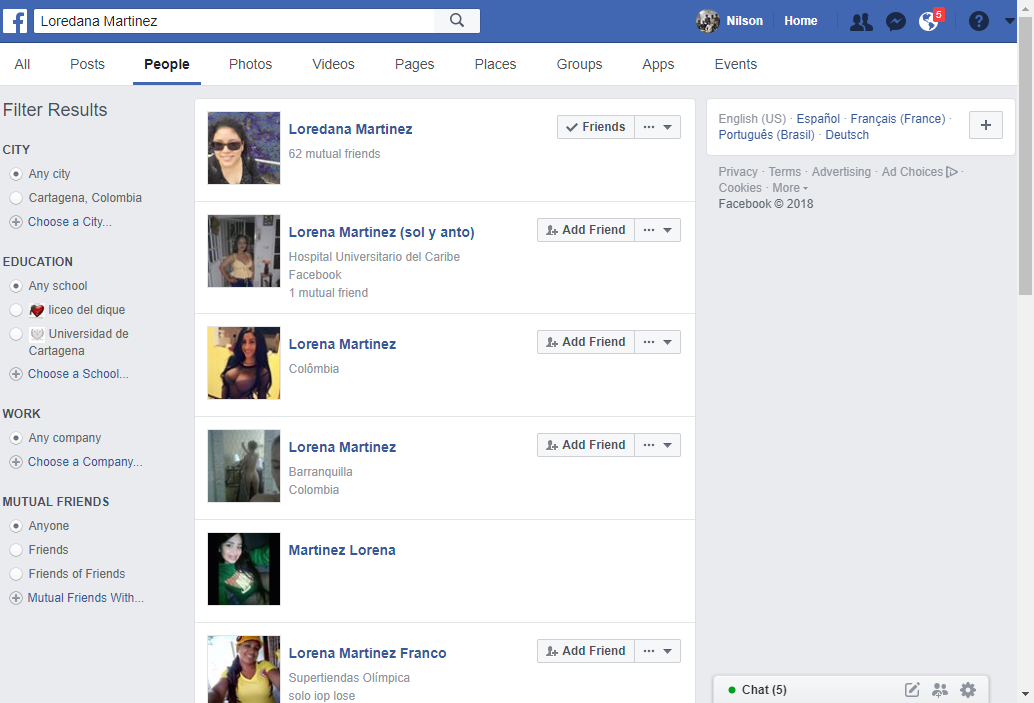 f
Loredana Martinez
Nilson
Home
5
?
All
Posts
People
Photos
Videos
Pages
Places
Groups
Apps
Events
Filter Results
CITY
Any city
Cartagena, Colombia
Choose a City...
EDUCATION
Any school
liceo del dique
Universidad de
Cartagena
Choose a School...
WORK
Any company
Choose a Company...
MUTUAL FRIENDS
Anyone
Friends
Friends of Friends
Mutual Friends With...
Loredana Martinez
62 mutual friends
Friends
Lorena Martinez (sol y anto)
Hospital Universitario del Caribe
Facebook
1 mutual friend
Add Friend
Lorena Martinez
Colômbia
Add Friend
Lorena Martinez
Barranquilla
Colombia
Add Friend
Martinez Lorena
Lorena Martinez Franco
Supertiendas Olímpica
solo iop lose
Add Friend
English (US) · Español · Français (France) ·
Português (Brasil) · Deutsch
Privacy · Terms · Advertising · Ad Choices ·
Cookies · More
Facebook © 2018
Chat (5)